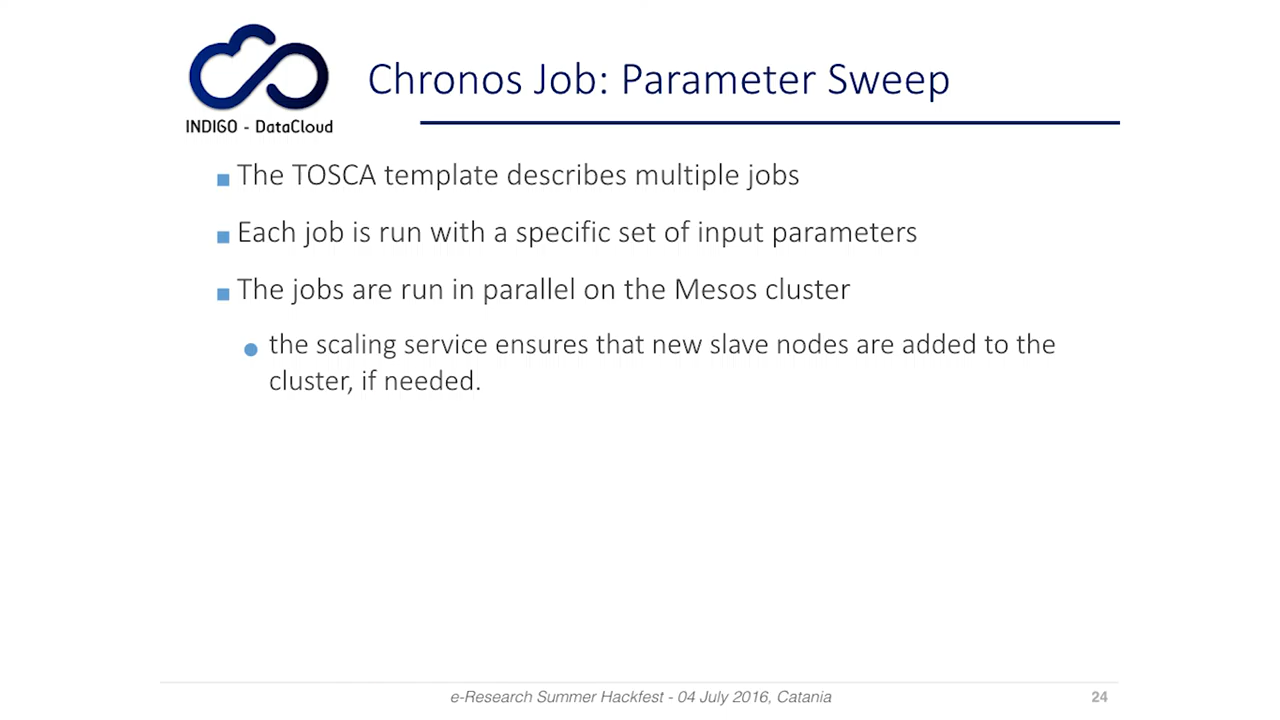 Chronos Job: Parameter Sweep
INDIGO - DataCloud
The TOSCA template describes multiple jobs
Each job is run with a specific set of input parameters
The jobs are run in parallel on the Mesos cluster
the scaling service ensures that new slave nodes are added to the
cluster, if needed.
e-Research Summer Hackfest - 04 July 2016, Catania
24